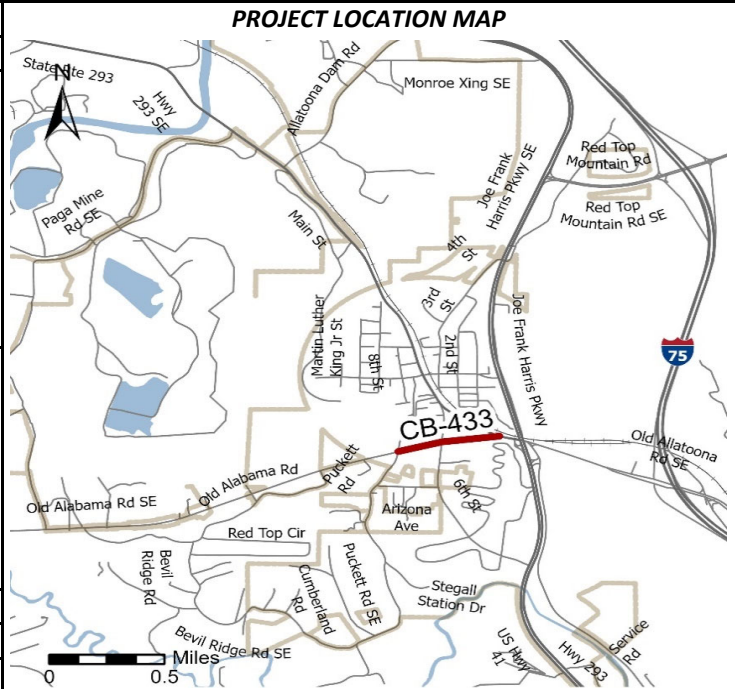 PROJECT LOCATION MAP
State Rte 293
N
Hwy
293 SE
Allatoona Dam Rd
Monroe Xing SE
Joe Frank
Harris Pkwy SE
Red Top
Mountain Rd
Red Top
Mountain Rd SE
Paga Mine
Rd SE
Main St
4th
St
3rd
St
Martin Luther
King Jr St
8th St
2nd St
Joe Frank Harris Pkwy
75
CB-433
Old Allatoona
Rd SE
Puckett
Rd
Old Alabama Rd
Old Alabama Rd SE
6th St
Arizona
Ave
Red Top Cir
Bevil
Ridge Rd
Cumberland
Rd
Puckett Rd SE
Stegall
Station Dr
Bevil Ridge Rd SE
US Hwy
41
Hwy 293
Service
Rd
Miles
0
0.5